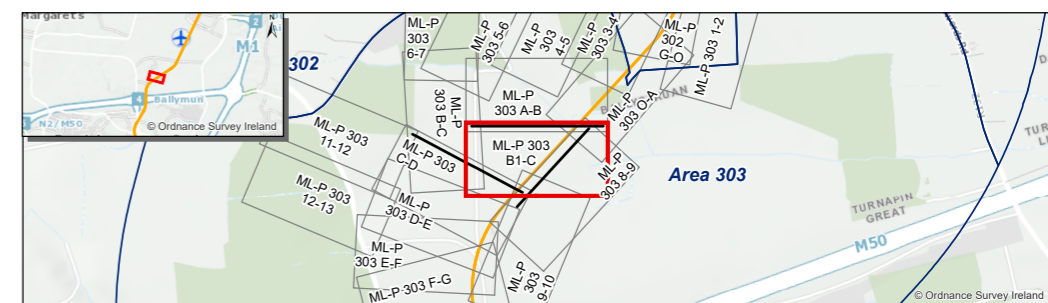 Margaret's
M1
2
4
Ballymun
N2/M50
© Ordnance Survey Ireland
302
ML-P
303
6-7
ML-P
303 5-6
ML-P
303
4-5
ML-P
303 3-4
ML-P
302
G-O
ML-P 303 1-2
ML-P
303 B-C
ML-P
303 A-B
ML-P
303 O-A
ML-P 303
11-12
ML-P 303
C-D
ML-P 303
B1-C
ML-P
303 8-9
Area 303
ML-P 303
12-13
ML-P
303 D-E
TURNAPIN
GREAT
M50
ML-P
303 E-F
ML-P 303 F-G
ML-P
303
9-10
© Ordnance Survey Ireland